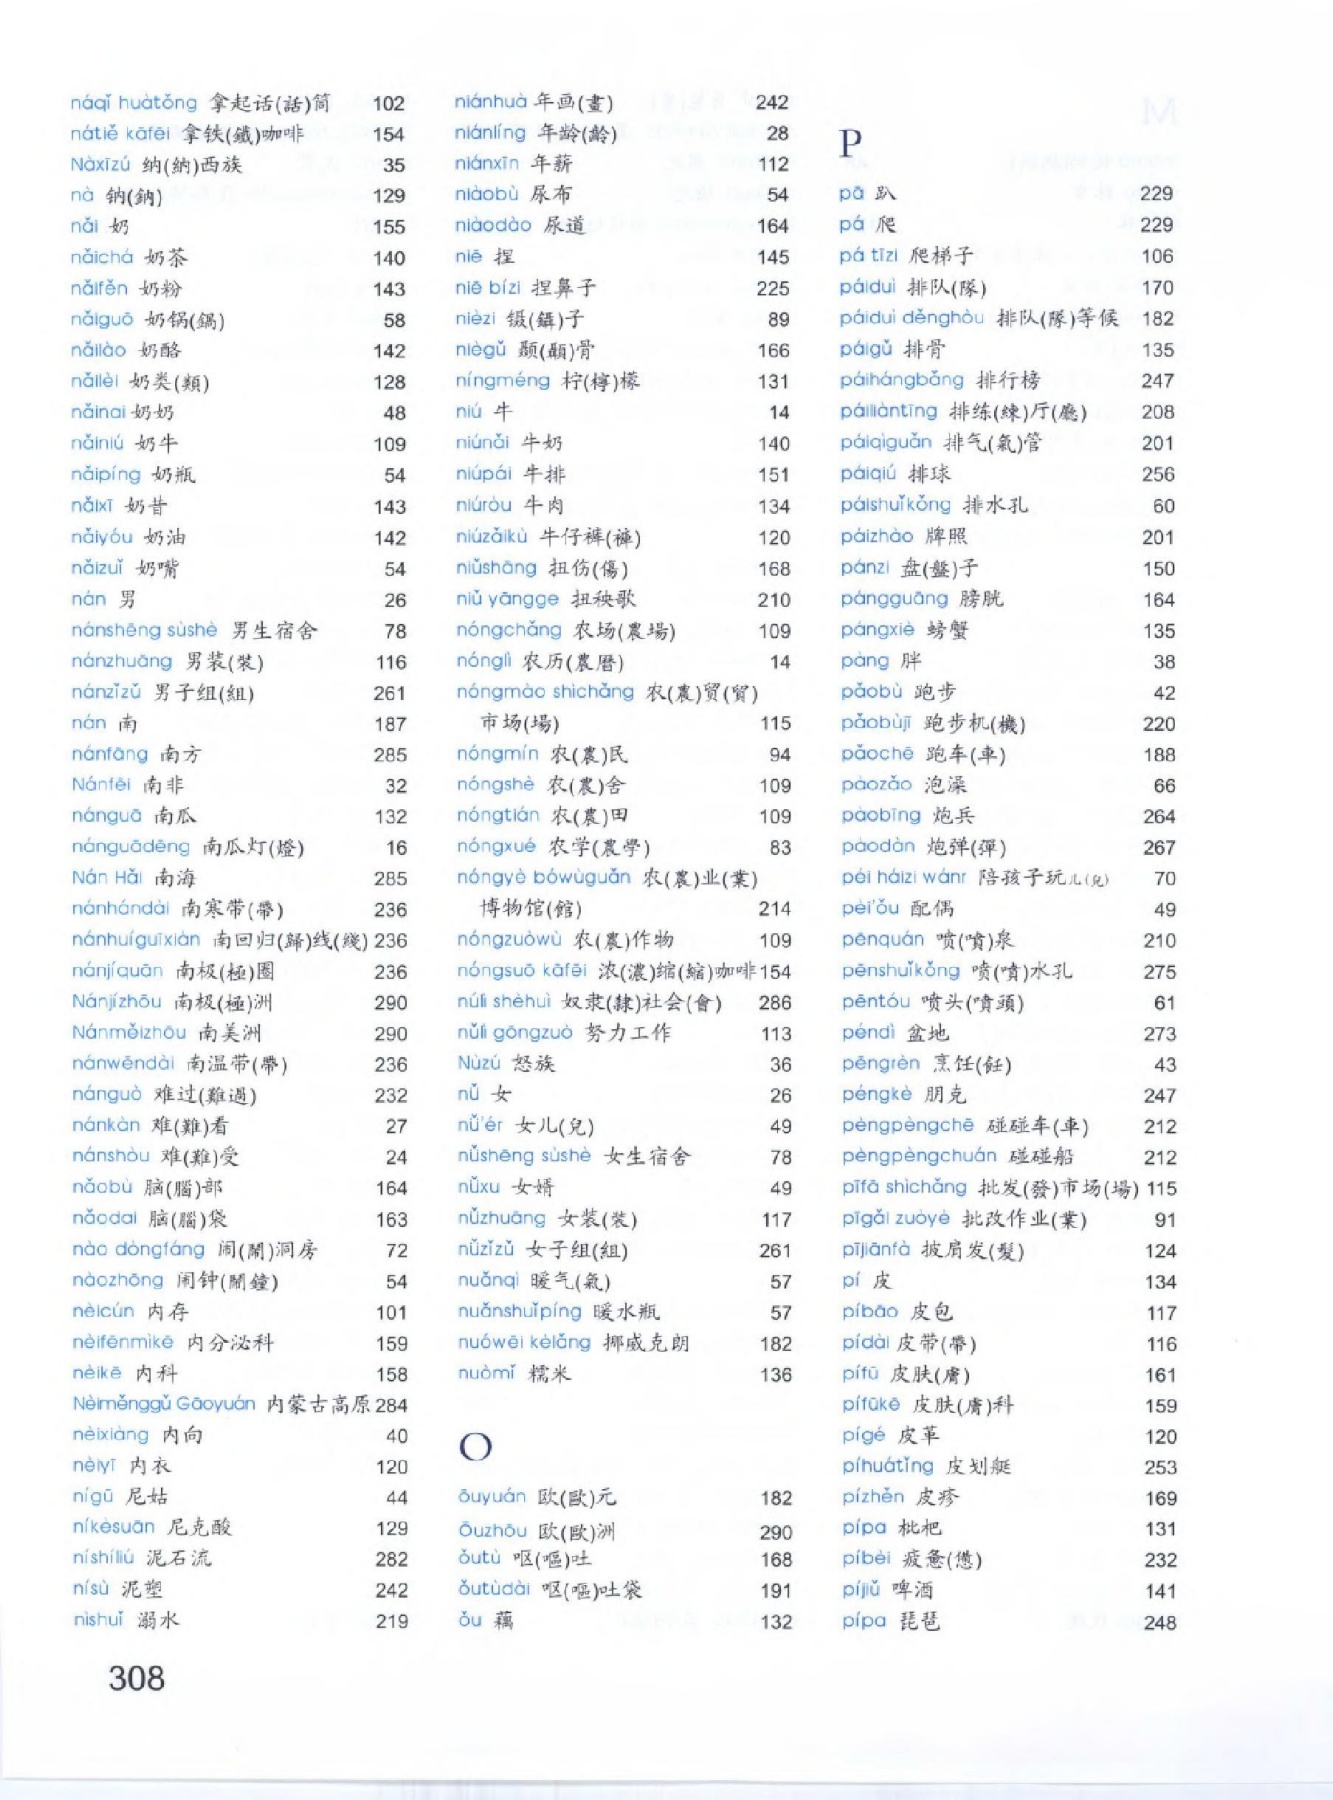 náqǐ huàtǒng 拿起话(話)筒 102
nátiě kāfēi 拿铁(鐵)咖啡 154
Nàxīzú 纳(納)西族 35
nà 钠(鈉) 129
nǎi 奶 155
nǎichá 奶茶 140
nǎifěn 奶粉 143
nǎiguō 奶锅(鍋) 58
nǎilào 奶酪 142
nǎilèi 奶类(類) 128
nǎinai 奶奶 48
nǎiniú 奶牛 109
nǎipíng 奶瓶 54
nǎixī 奶昔 143
nǎiyóu 奶油 142
nǎizuǐ 奶嘴 54
nán 男 26
nánshēng sùshè 男生宿舍 78
nánzhuāng 男装(裝) 116
nánzǐzǔ 男子组(組) 261
nán 南 187
nánfāng 南方 285
Nánfēi 南非 32
nánguā 南瓜 132
nánguādēng 南瓜灯(燈) 16
Nán Hǎi 南海 285
nánhándài 南寒带(帶) 236
nánhuíguīxiàn 南回归(歸)线(綫) 236
nánjíquān 南极(極)圈 236
Nánjízhōu 南极(極)洲 290
Nánměizhōu 南美洲 290
nánwēndài 南温带(帶) 236
nánguò 难过(難過) 232
nánkàn 难(難)看 27
nánshòu 难(難)受 24
nǎobù 脑(腦)部 164
nǎodai 脑(腦)袋 163
nào dòngfáng 闹(鬧)洞房 72
nàozhōng 闹钟(鬧鐘) 54
nèicún 内存 101
nèifēnmìkē 内分泌科 159
nèikē 内科 158
Nèiměnggǔ Gāoyuán 内蒙古高原 284
nèixiàng 内向 40
nèiyī 内衣 120
nígū 尼姑 44
níkèsuān 尼克酸 129
níshíliú 泥石流 282
nísù 泥塑 242
nìshuǐ 溺水 219
niánhuà 年画(畫) 242
niánlíng 年龄(齡) 28
niánxīn 年薪 112
niàobù 尿布 54
niàodào 尿道 164
niē 捏 145
niē bízi 捏鼻子 225
nièzi 镊(鑷)子 89
niègǔ 颞(顳)骨 166
níngméng 柠(檸)檬 131
niú 牛 14
niúnǎi 牛奶 140
niúpái 牛排 151
niúròu 牛肉 134
niúzǎikù 牛仔裤(褲) 120
niǔshāng 扭伤(傷) 168
niǔ yāngge 扭秧歌 210
nóngchǎng 农场(農場) 109
nónglì 农历(農曆) 14
nóngmào shìchǎng 农(農)贸(貿)
市场(場) 115
nóngmín 农(農)民 94
nóngshè 农(農)舍 109
nóngtián 农(農)田 109
nóngxué 农学(農學) 83
nóngyè bówùguǎn 农(農)业(業)
博物馆(館) 214
nóngzuòwù 农(農)作物 109
nóngsuō kāfēi 浓(濃)缩(縮)咖啡 154
núlì shèhuì 奴隶(隸)社会(會) 286
nǔlì gōngzuò 努力工作 113
Nùzú 怒族 36
nǚ 女 26
nǚ'ér 女儿(兒) 49
nǚshēng sùshè 女生宿舍 78
nǚxu 女婿 49
nǚzhuāng 女装(裝) 117
nǚzǐzǔ 女子组(組) 261
nuǎnqì 暖气(氣) 57
nuǎnshuǐpíng 暖水瓶 57
nuówēi kèlǎng 挪威克朗 182
nuòmǐ 糯米 136
O
ōuyuán 欧(歐)元 182
Ōuzhōu 欧(歐)洲 290
ǒutù 呕(嘔)吐 168
ǒutùdài 呕(嘔)吐袋 191
ǒu 藕 132
P
pā 趴 229
pá 爬 229
pá tīzi 爬梯子 106
páiduì 排队(隊) 170
páiduì děnghòu 排队(隊)等候 182
páigǔ 排骨 135
páihángbǎng 排行榜 247
páiliàntīng 排练(練)厅(廳) 208
páiqìguǎn 排气(氣)管 201
páiqiú 排球 256
páishuǐkǒng 排水孔 60
páizhào 牌照 201
pánzi 盘(盤)子 150
pángguāng 膀胱 164
pángxiè 螃蟹 135
pàng 胖 38
pǎobù 跑步 42
pǎobùjī 跑步机(機) 220
pǎochē 跑车(車) 188
pàozǎo 泡澡 66
pàobīng 炮兵 264
pàodàn 炮弹(彈) 267
péi háizi wánr 陪孩子玩儿(兒) 70
pèi'ǒu 配偶 49
pēnquán 喷(噴)泉 210
pēnshuǐkǒng 喷(噴)水孔 275
pēntóu 喷头(噴頭) 61
péndì 盆地 273
pēngrèn 烹饪(飪) 43
péngkè 朋克 247
pèngpèngchē 碰碰车(車) 212
pèngpèngchuán 碰碰船 212
pīfā shìchǎng 批发(發)市场(場) 115
pīgǎi zuòyè 批改作业(業) 91
pījiānfà 披肩发(髮) 124
pí 皮 134
píbāo 皮包 117
pídài 皮带(帶) 116
pífū 皮肤(膚) 161
pífūkē 皮肤(膚)科 159
pígé 皮革 120
píhuátǐng 皮划艇 253
pízhěn 皮疹 169
pípa 枇杷 131
píbèi 疲惫(憊) 232
píjiǔ 啤酒 141
pípa 琵琶 248
308